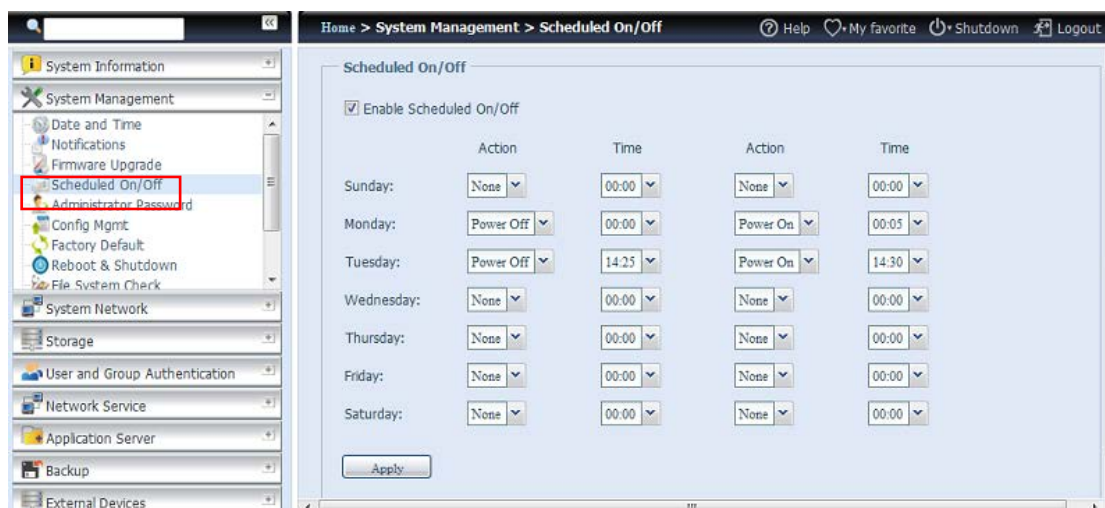 Home > System Management > Scheduled On/Off
Help My favorite Shutdown Logout
System Information
System Management
Date and Time
Notifications
Firmware Upgrade
Scheduled On/Off
Administrator Password
Config Mgmt
Factory Default
Reboot & Shutdown
File System Check
System Network
Storage
User and Group Authentication
Network Service
Application Server
Backup
External Devices
Scheduled On/Off
Enable Scheduled On/Off
Action Time Action Time
Sunday: None 00:00 None 00:00
Monday: Power Off 00:00 Power On 00:05
Tuesday: Power Off 14:25 Power On 14:30
Wednesday: None 00:00 None 00:00
Thursday: None 00:00 None 00:00
Friday: None 00:00 None 00:00
Saturday: None 00:00 None 00:00
Apply